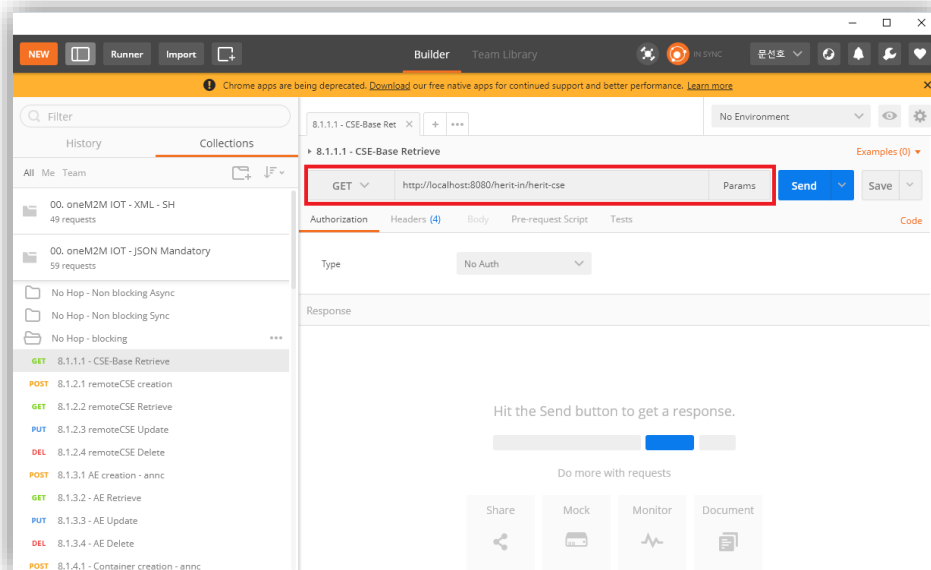 NEW Runner Import Builder Team Library IN SYNC 문선호
Chrome apps are being deprecated. Download our free native apps for continued support and better performance. Learn more
Filter
History Collections
All Me Team
00. oneM2M IOT - XML - SH
49 requests
00. oneM2M IOT - JSON Mandatory
59 requests
No Hop - Non blocking Async
No Hop - Non blocking Sync
No Hop - blocking
GET 8.1.1.1 - CSE-Base Retrieve
POST 8.1.2.1 remoteCSE creation
GET 8.1.2.2 remoteCSE Retrieve
PUT 8.1.2.3 remoteCSE Update
DEL 8.1.2.4 remoteCSE Delete
POST 8.1.3.1 AE creation - annc
GET 8.1.3.2 - AE Retrieve
PUT 8.1.3.3 - AE Update
DEL 8.1.3.4 - AE Delete
POST 8.1.4.1 - Container creation - annc
8.1.1.1 - CSE-Base Ret
No Environment
8.1.1.1 - CSE-Base Retrieve Examples (0)
GET http://localhost:8080/herit-in/herit-cse Params Send Save
Authorization Headers (4) Body Pre-request Script Tests Code
Type No Auth
Response
Hit the Send button to get a response.
Do more with requests
Share Mock Monitor Document